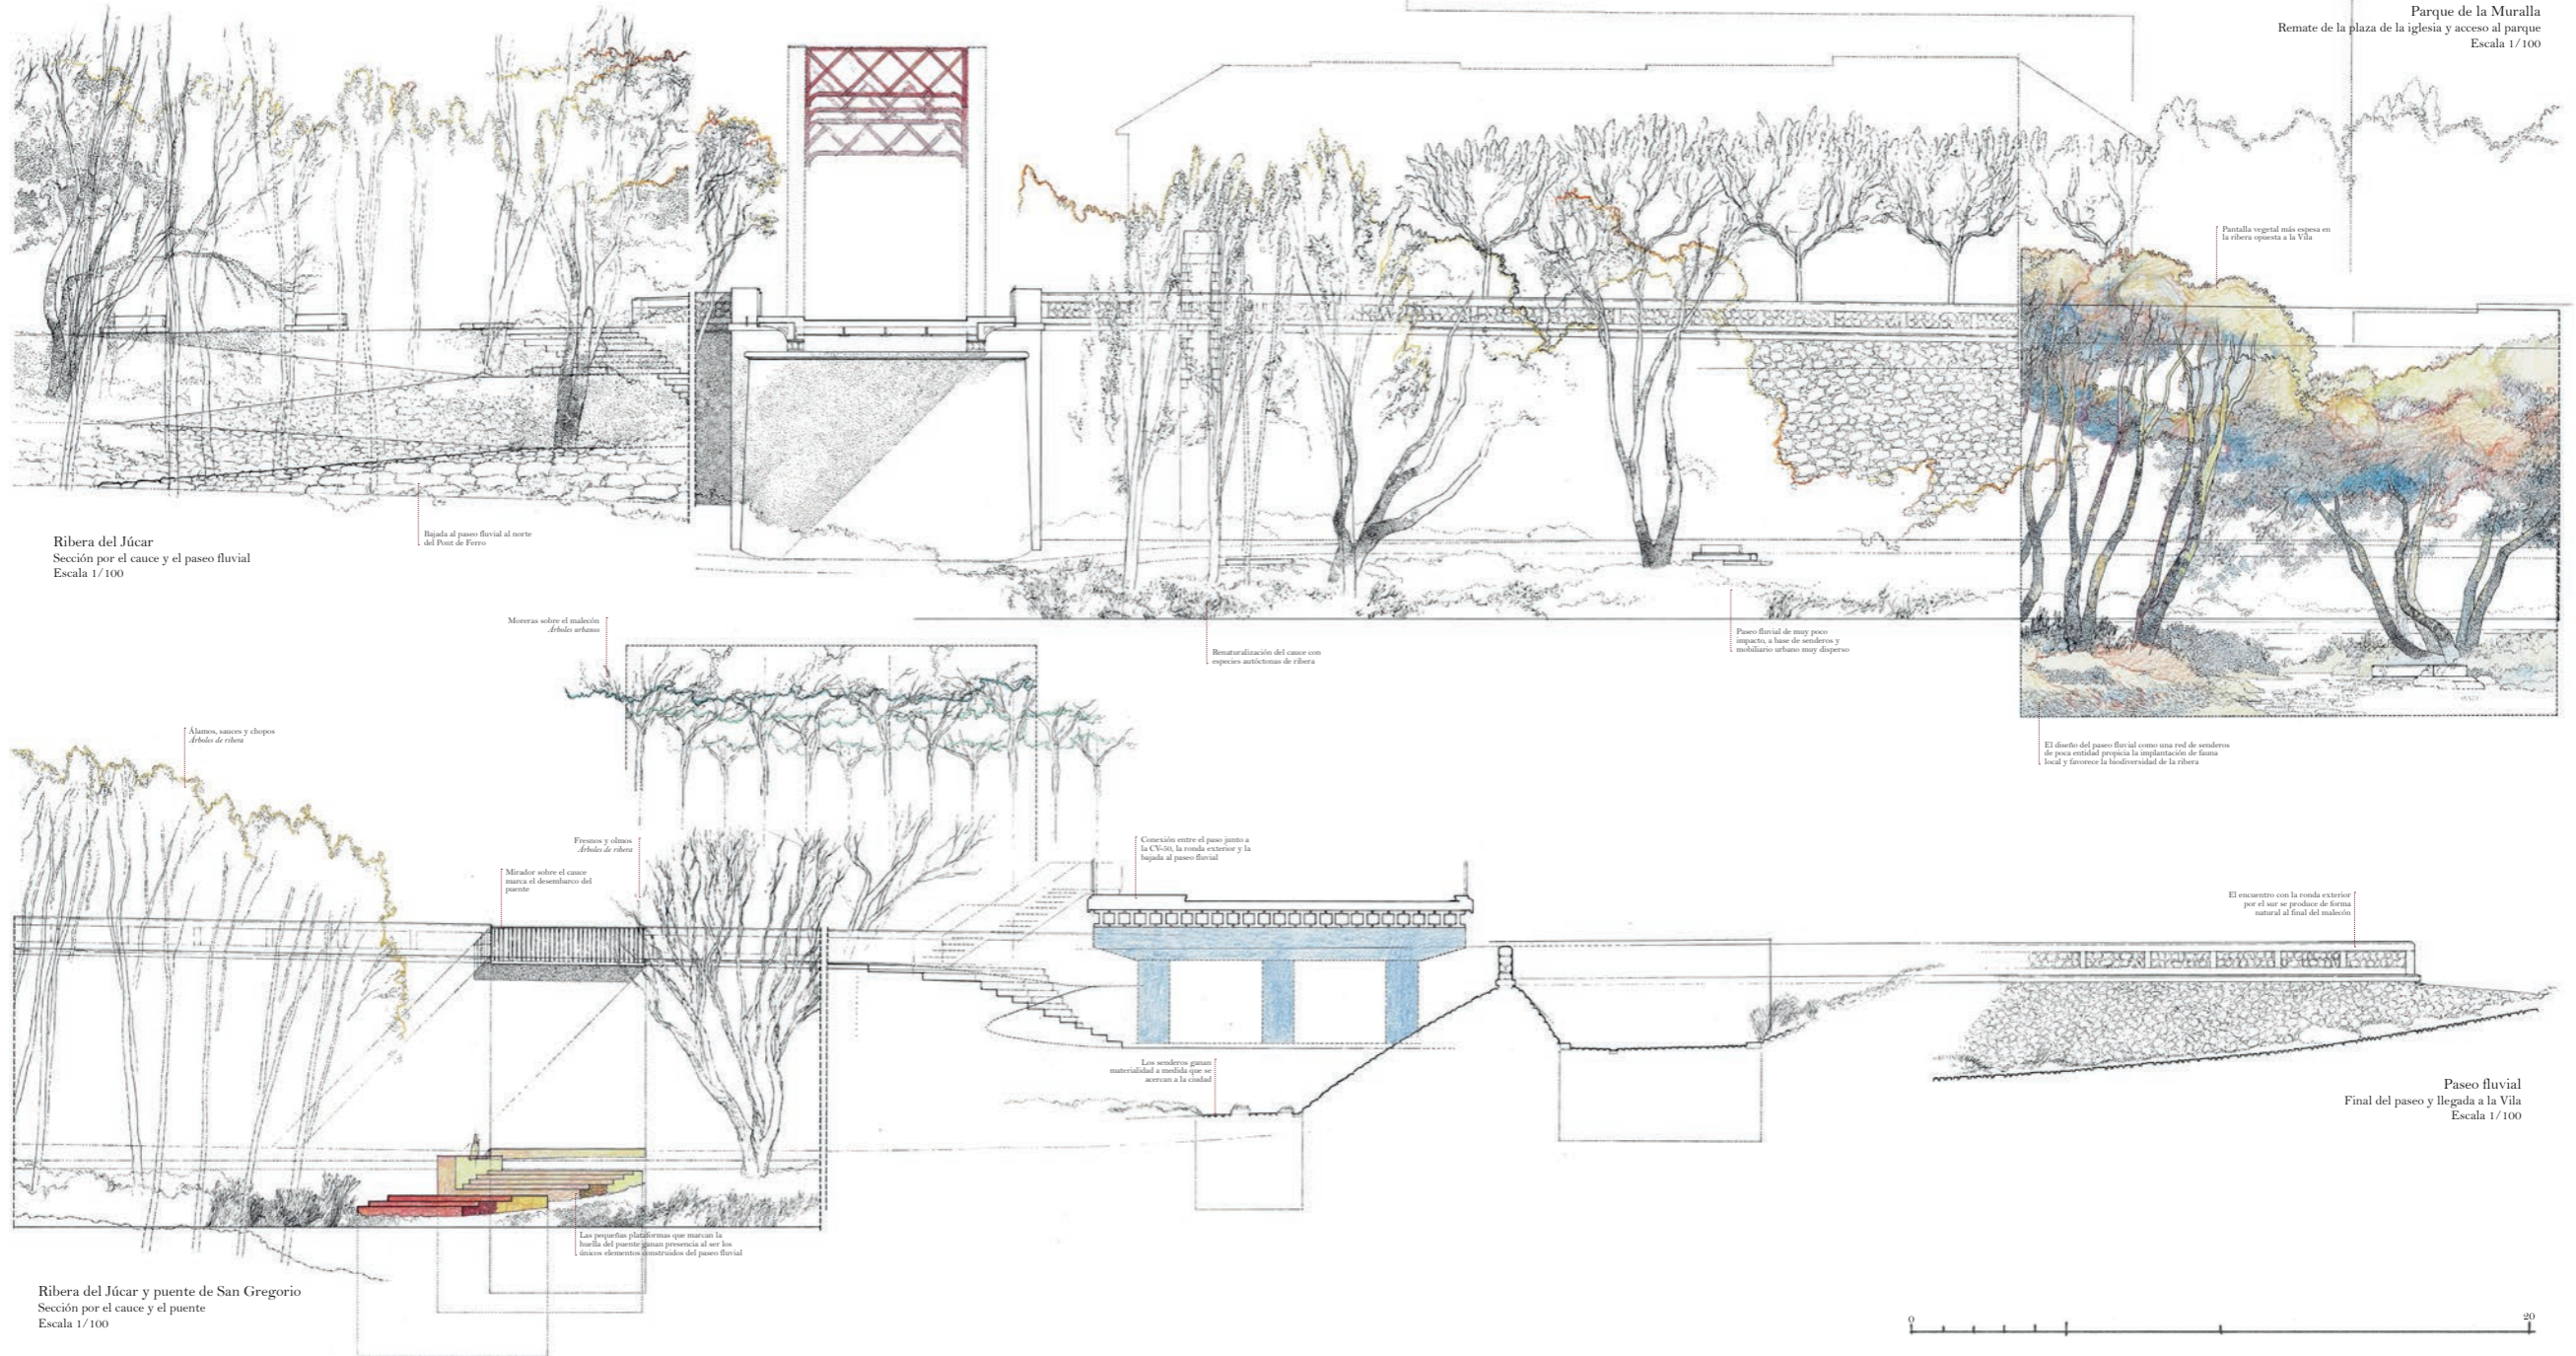 Parque de la Muralla
Remate de la plaza de la iglesia y acceso al parque
Escala 1/100
Pantalla vegetal más espesa en
la ribera opuesta a la Vila
Bajada al paseo fluvial al norte
del Pont de Ferro
Ribera del Júcar
Sección por el cauce y el paseo fluvial
Escala 1/100
Moreras sobre el malecón
Árboles urbanos
Renaturalización del cauce con
especies autóctonas de ribera
Paseo fluvial de muy poco
impacto, a base de senderos y
mobiliario urbano muy disperso
El diseño del paseo fluvial como una red de senderos
de poca entidad propicia la implantación de fauna
local y favorece la biodiversidad de la ribera
Álamos, sauces y chopos
Árboles de ribera
Fresnos y olmos
Árboles de ribera
Mirador sobre el cauce
marca el desembarco del
puente
Conexión entre el paso junto a
la CV-50, la ronda exterior y la
bajada al paseo fluvial
El encuentro con la ronda exterior
por el sur se produce de forma
natural al final del malecón
Los senderos ganan
materialidad a medida que se
acercan a la ciudad
Paseo fluvial
Final del paseo y llegada a la Vila
Escala 1/100
Las pequeñas plataformas que marcan la
huella del puente ganan presencia al ser los
únicos elementos construidos del paseo fluvial
Ribera del Júcar y puente de San Gregorio
Sección por el cauce y el puente
Escala 1/100
0
20